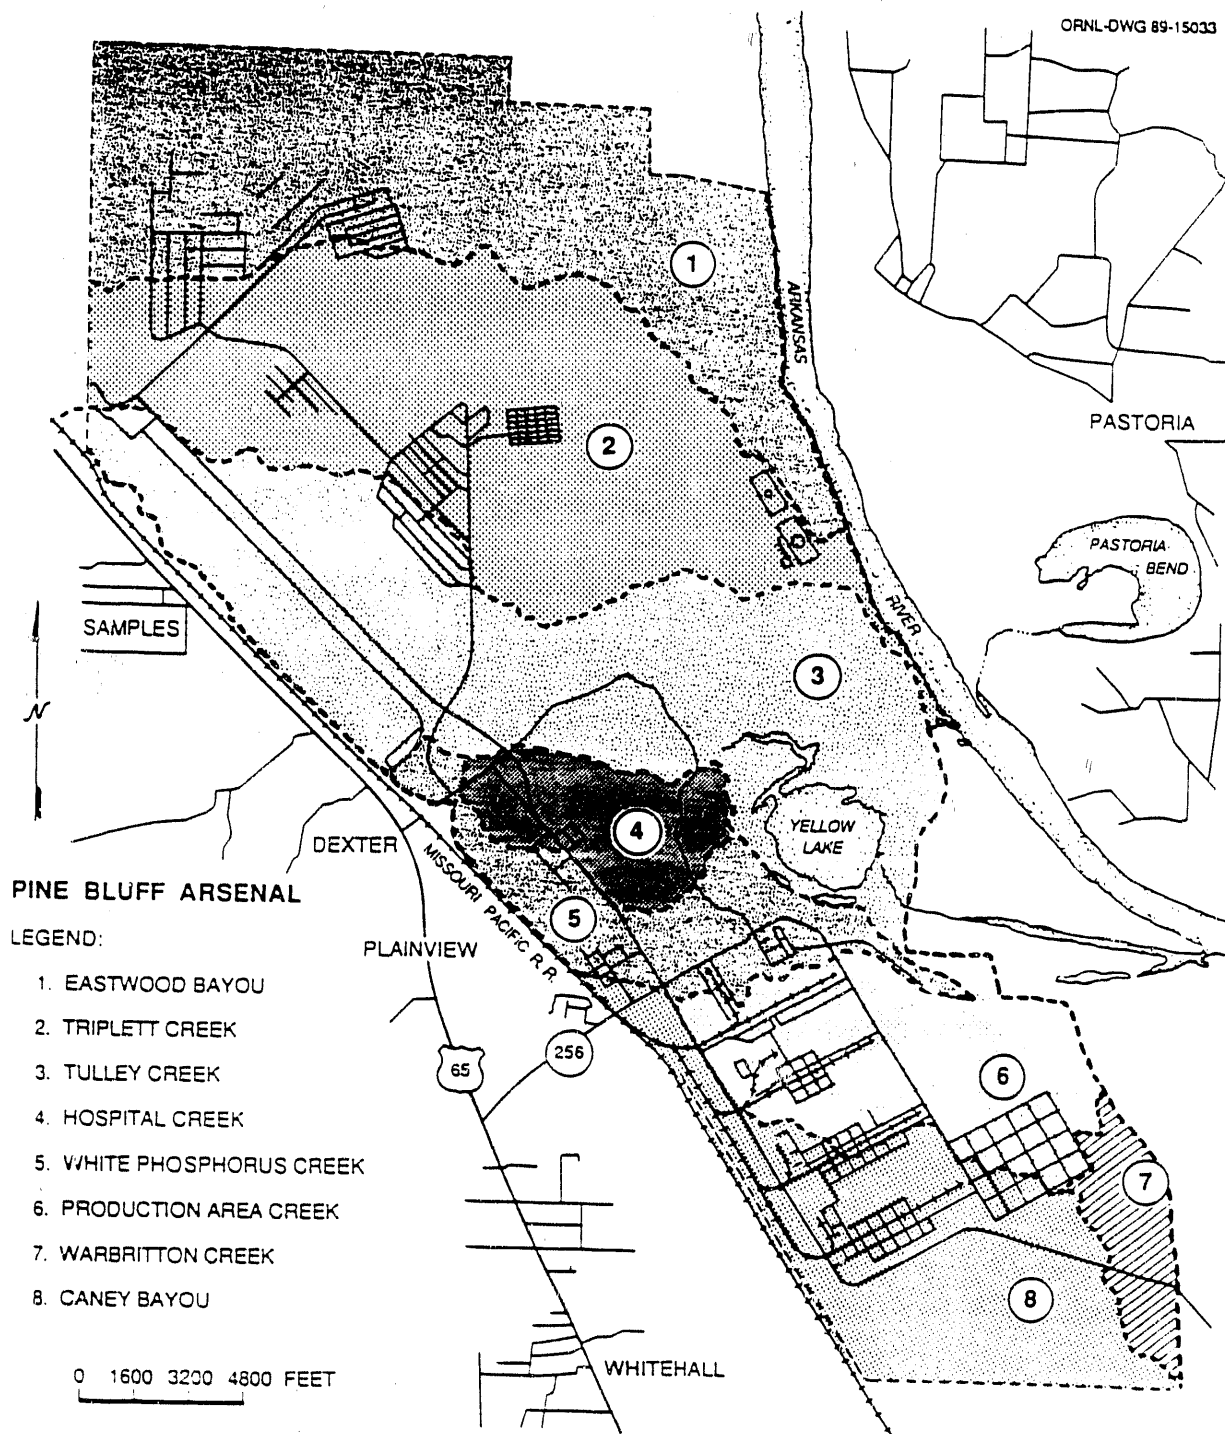 ORNL-DWG 89-15033
1
ARKANSAS
PASTORIA
2
PASTORIA
BEND
RIVER
SAMPLES
3
N
YELLOW
LAKE
4
DEXTER
MISSOURI PACIFIC R.R.
PINE BLUFF ARSENAL
5
LEGEND:
PLAINVIEW
1. EASTWOOD BAYOU
2. TRIPLETT CREEK
3. TULLEY CREEK
4. HOSPITAL CREEK
5. WHITE PHOSPHORUS CREEK
6. PRODUCTION AREA CREEK
7. WARBRITTON CREEK
8. CANEY BAYOU
256
65
6
7
8
0 1600 3200 4800 FEET
WHITEHALL